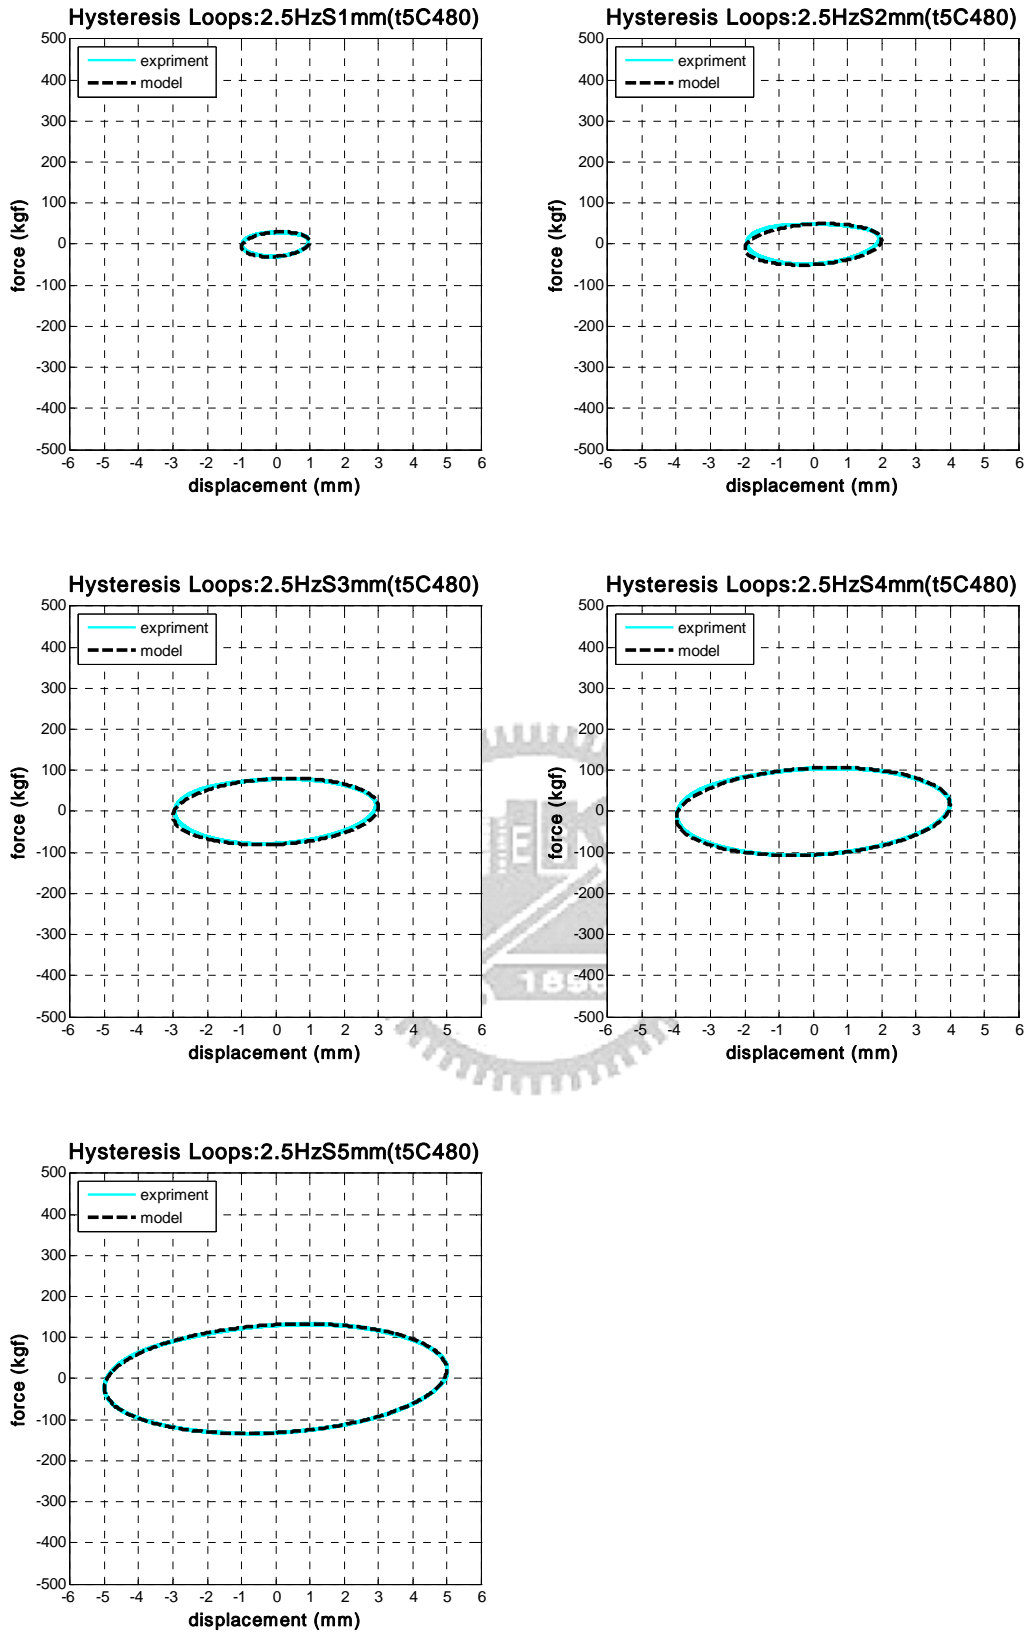 Hysteresis Loops:2.5HzS1mm(t5C480)
500
400
300
200
100
0
-100
-200
-300
-400
-500
force (kgf)
expriment
model
-6 -5 -4 -3 -2 -1 0 1 2 3 4 5 6
displacement (mm)
Hysteresis Loops:2.5HzS2mm(t5C480)
500
400
300
200
100
0
-100
-200
-300
-400
-500
force (kgf)
expriment
model
-6 -5 -4 -3 -2 -1 0 1 2 3 4 5 6
displacement (mm)
Hysteresis Loops:2.5HzS3mm(t5C480)
500
400
300
200
100
0
-100
-200
-300
-400
-500
force (kgf)
expriment
model
-6 -5 -4 -3 -2 -1 0 1 2 3 4 5 6
displacement (mm)
Hysteresis Loops:2.5HzS4mm(t5C480)
500
400
300
200
100
0
-100
-200
-300
-400
-500
force (kgf)
expriment
model
-6 -5 -4 -3 -2 -1 0 1 2 3 4 5 6
displacement (mm)
Hysteresis Loops:2.5HzS5mm(t5C480)
500
400
300
200
100
0
-100
-200
-300
-400
-500
force (kgf)
expriment
model
-6 -5 -4 -3 -2 -1 0 1 2 3 4 5 6
displacement (mm)